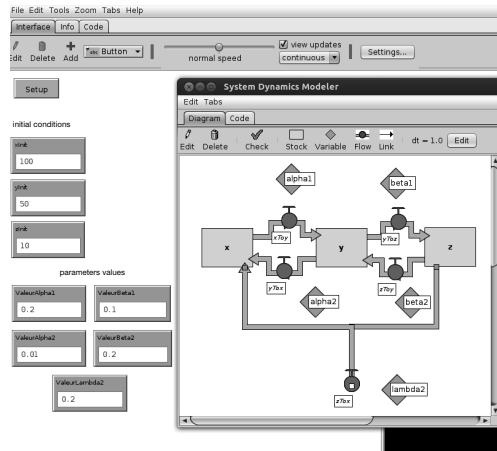 File Edit Tools Zoom Tabs Help
Interface Info Code
Edit Delete Add Button normal speed view updates continuous Settings...
Setup
initial conditions
xInit
100
yInit
50
zInit
10
parameters values
ValeurAlpha1
0.2
ValeurBeta1
0.1
ValeurAlpha2
0.01
ValeurBeta2
0.2
ValeurLambda2
0.2
System Dynamics Modeler
Edit Tabs
Diagram Code
Edit Delete Check Stock Variable Flow Link dt = 1.0 Edit
alpha1
beta1
xToy
yToz
x
y
z
yTox
zToy
alpha2
beta2
lambda2
zTox